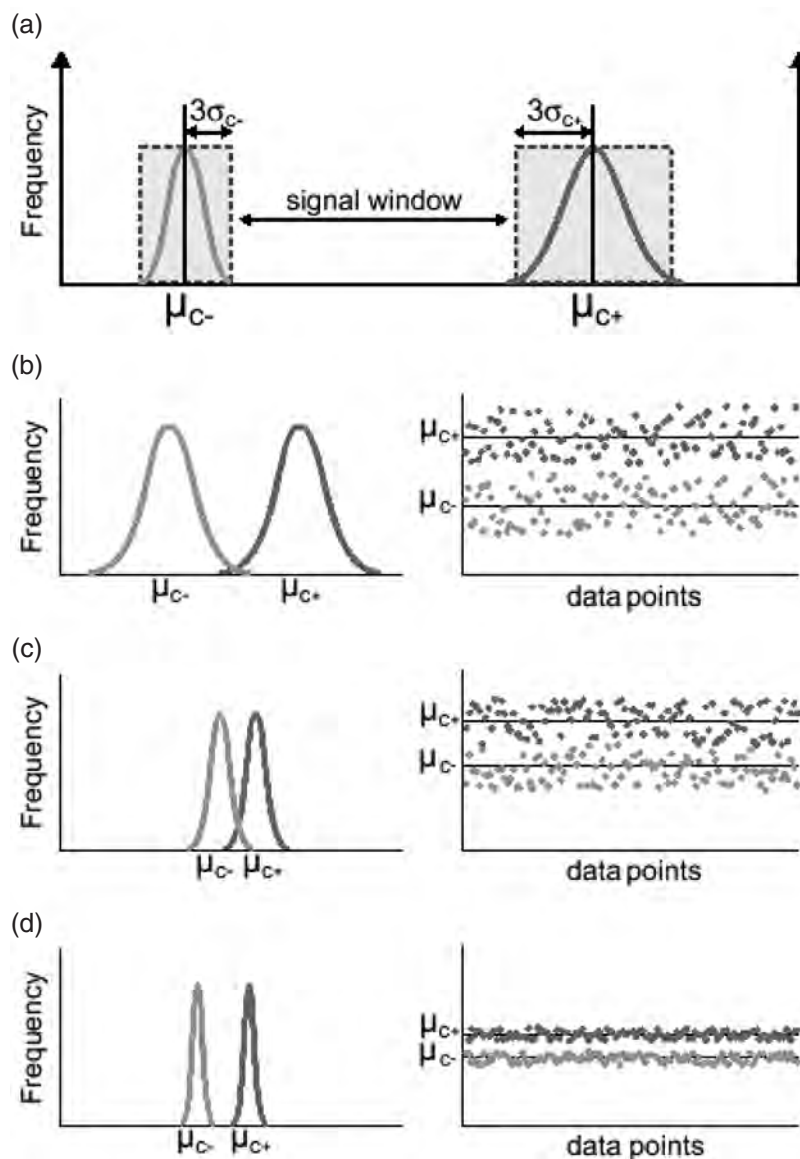 (a)
Frequency
3σC-
3σC+
signal window
μC-
μC+
(b)
Frequency
μC-
μC+
μC+
μC-
data points
(c)
Frequency
μC-
μC+
μC+
μC-
data points
(d)
Frequency
μC-
μC+
μC+
μC-
data points